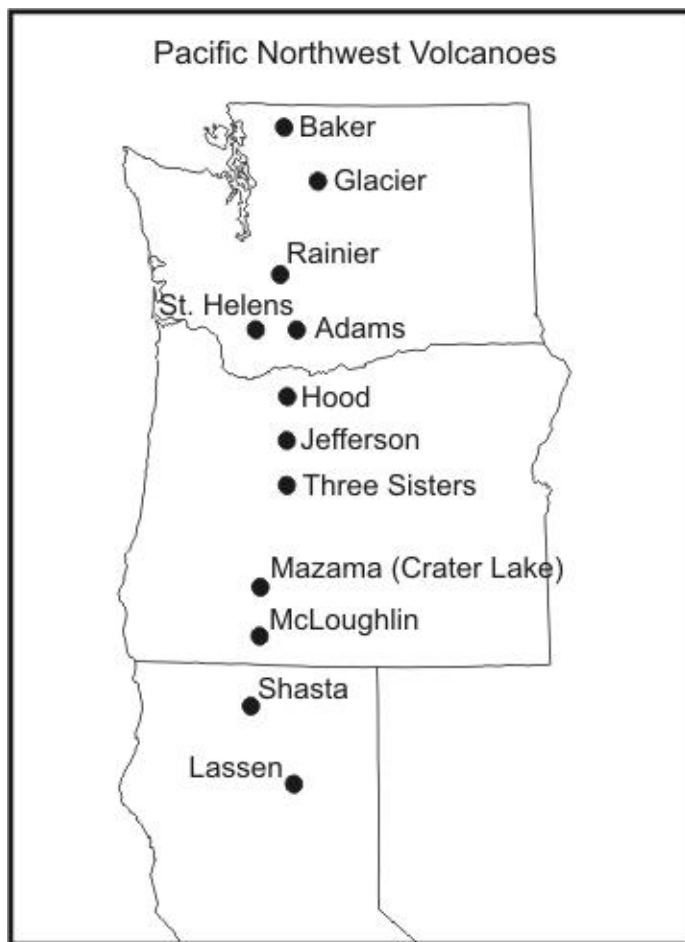 Pacific Northwest Volcanoes
Baker
Glacier
Rainier
St. Helens
Adams
Hood
Jefferson
Three Sisters
Mazama (Crater Lake)
McLoughlin
Shasta
Lassen